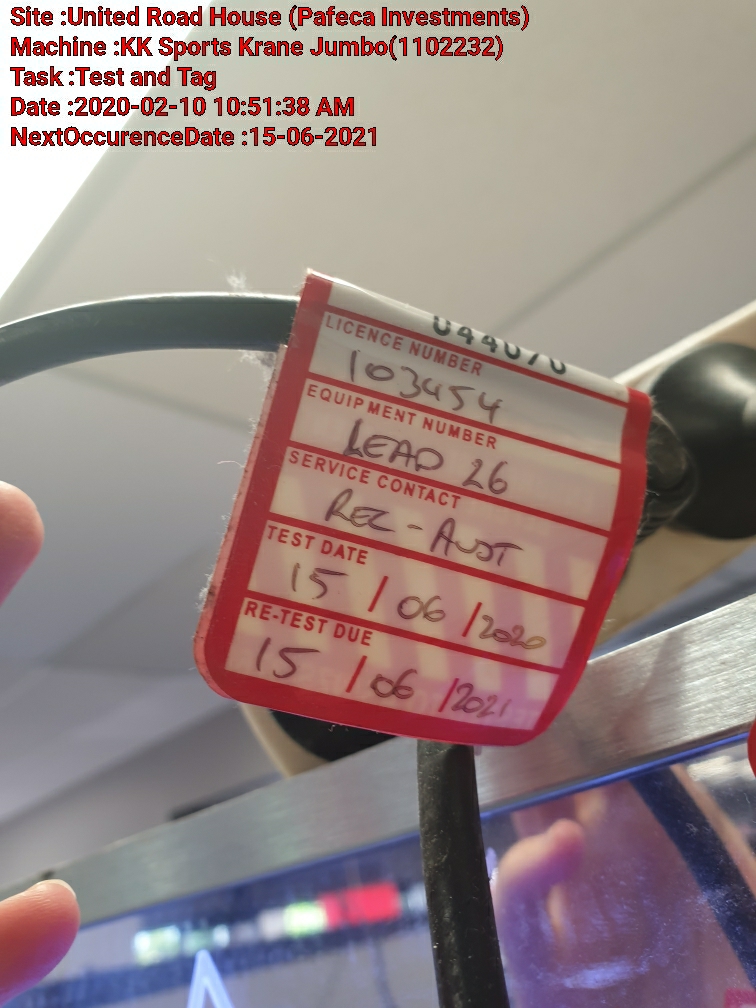 Site :United Road House (Pafeca Investments)
Machine :KK Sports Krane Jumbo(1102232)
Task :Test and Tag
Date :2020-02-10 10:51:38 AM
NextOccurenceDate :15-06-2021
LICENCE NUMBER
103454
EQUIPMENT NUMBER
LEAD 26
SERVICE CONTACT
TEST DATE
15 / 06 / 2020
RE-TEST DUE
15 / 06 / 2021